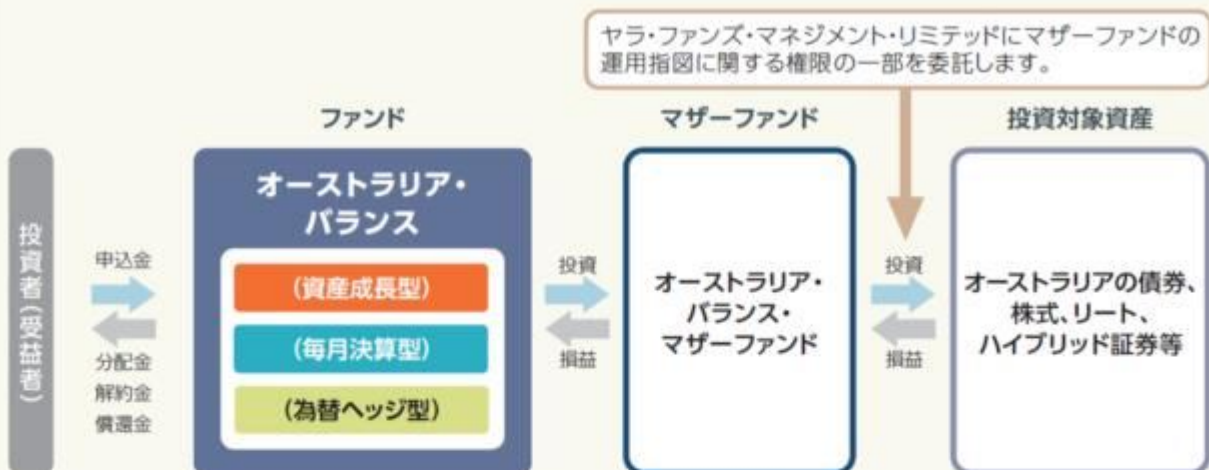 ヤラ・ファンズ・マネジメント・リミテッドにマザーファンドの
運用指図に関する権限の一部を委託します。
ファンド
マザーファンド
投資対象資産
投資者(受益者)
申込金
分配金
解約金
償還金
オーストラリア・
バランス
(資産成長型)
(毎月決算型)
(為替ヘッジ型)
投資
損益
オーストラリア・
バランス・
マザーファンド
投資
損益
オーストラリアの債券、
株式、リート、
ハイブリッド証券等